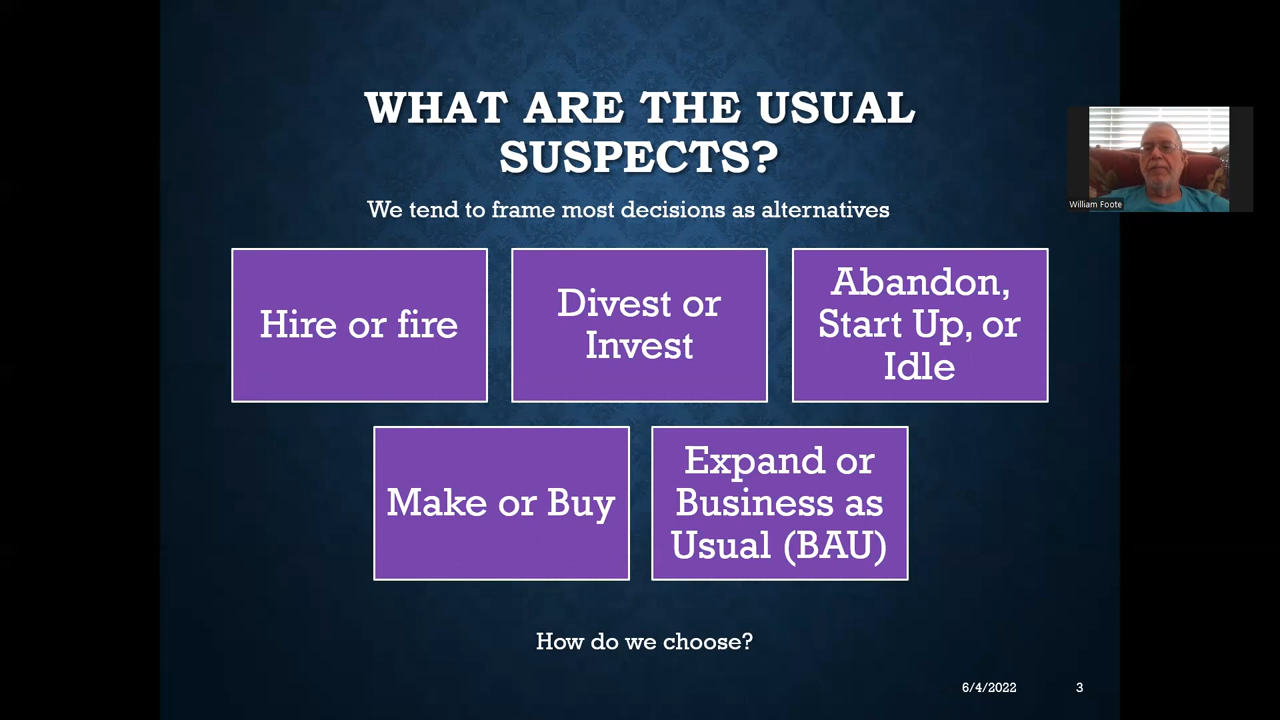 WHAT ARE THE USUAL
SUSPECTS?
We tend to frame most decisions as alternatives
Hire or fire
Divest or
Invest
Abandon,
Start Up, or
Idle
Make or Buy
Expand or
Business as
Usual (BAU)
How do we choose?
6/4/2022
3
William Foote